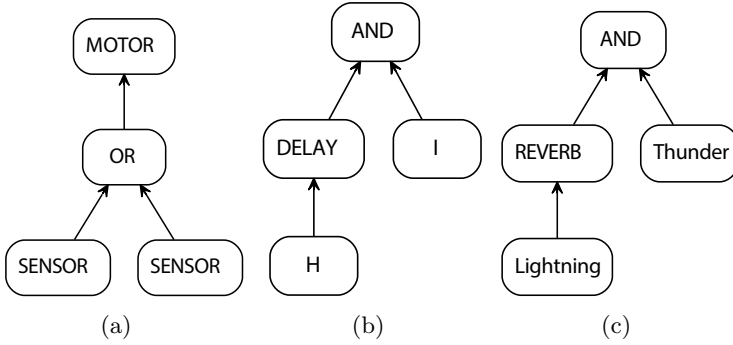 MOTOR
OR
SENSOR SENSOR
(a)
AND
DELAY I
H
(b)
AND
REVERB Thunder
Lightning
(c)